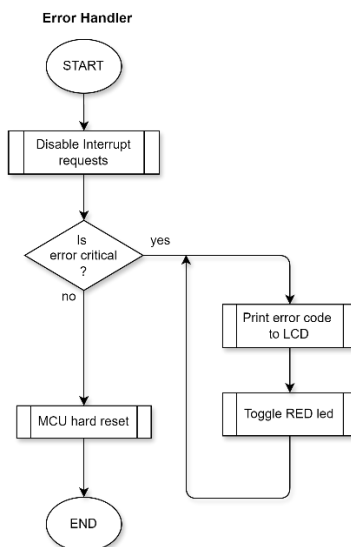 Error Handler
START
Disable Interrupt
requests
Is
error critical
?
yes
no
Print error code
to LCD
Toggle RED led
MCU hard reset
END